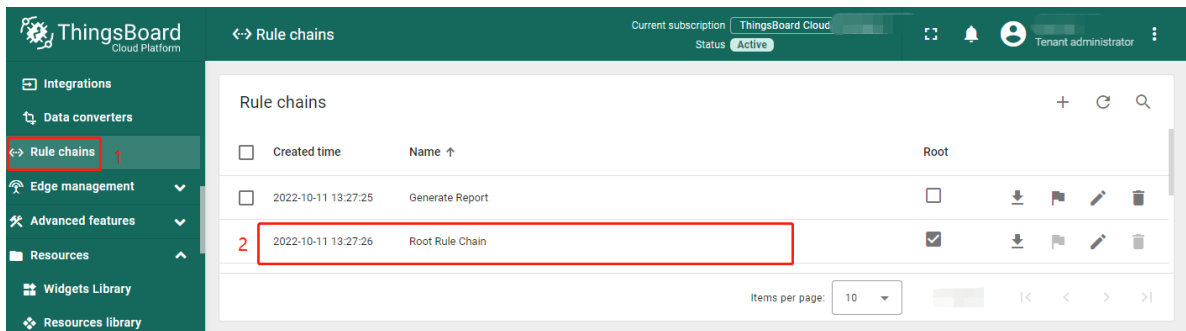 ThingsBoard
Cloud Platform
Rule chains
Current subscription ThingsBoard Cloud
Status Active
Tenant administrator
Integrations
Data converters
Rule chains 1
Edge management
Advanced features
Resources
Widgets Library
Resources library
Rule chains
Created time Name Root
2022-10-11 13:27:25 Generate Report
2 2022-10-11 13:27:26 Root Rule Chain
Items per page: 10